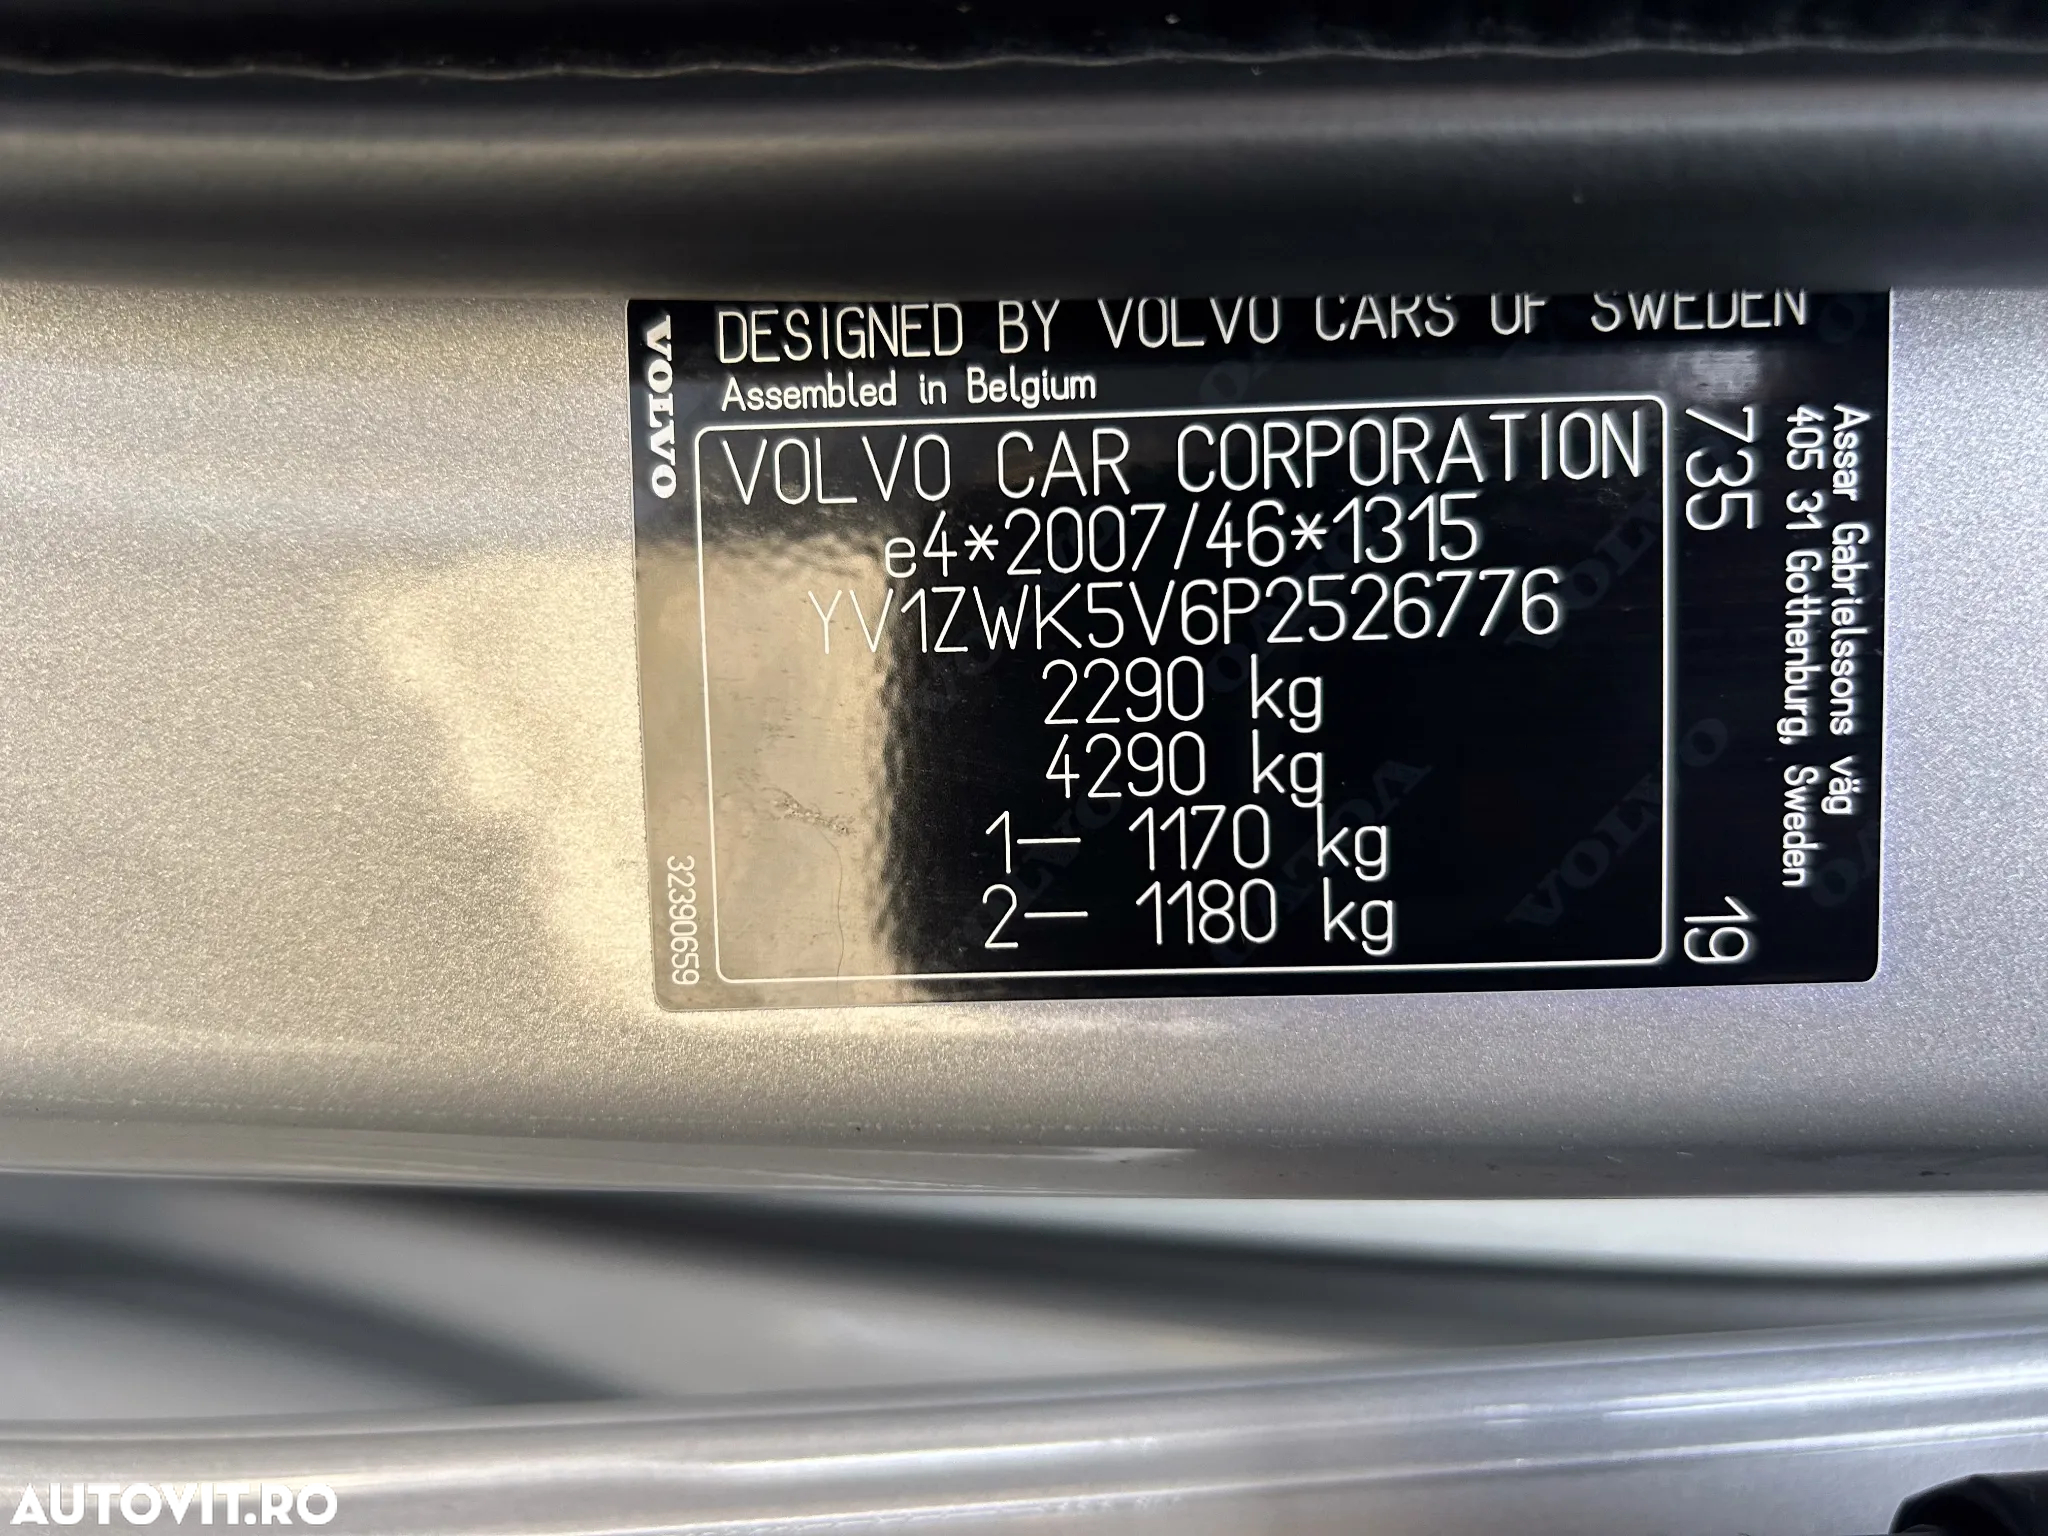 DESIGNED BY VOLVO CARS OF SWEDEN
Assembled in Belgium
VOLVO
VOLVO CAR CORPORATION
e4*2007/46*1315
YV1ZWK5V6P2526776
2290 kg
4290 kg
1— 1170 kg
2— 1180 kg
32390659
735
19
Assar Gabrielssons väg
405 31 Gothenburg, Sweden
AUTOVIT.RO